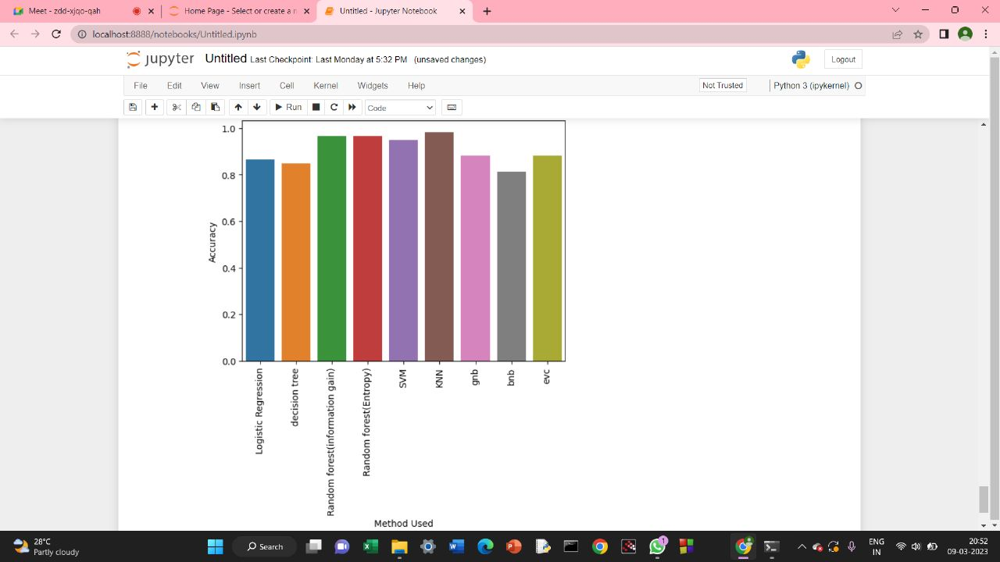 Meet - zdd-xjqo-qah
Home Page - Select or create a n
Untitled - Jupyter Notebook
localhost:8888/notebooks/Untitled.ipynb
jupyter Untitled Last Checkpoint: Last Monday at 5:32 PM (unsaved changes)
Logout
File Edit View Insert Cell Kernel Widgets Help
Not Trusted
Python 3 (ipykernel)
Run
Code
1.0
0.8
0.6
0.4
0.2
0.0
Accuracy
Logistic Regression
decision tree
Random forest(information gain)
Random forest(Entropy)
SVM
KNN
gnb
bnb
evc
Method Used
28°C
Partly cloudy
Search
1
ENG
IN
20:52
09-03-2023